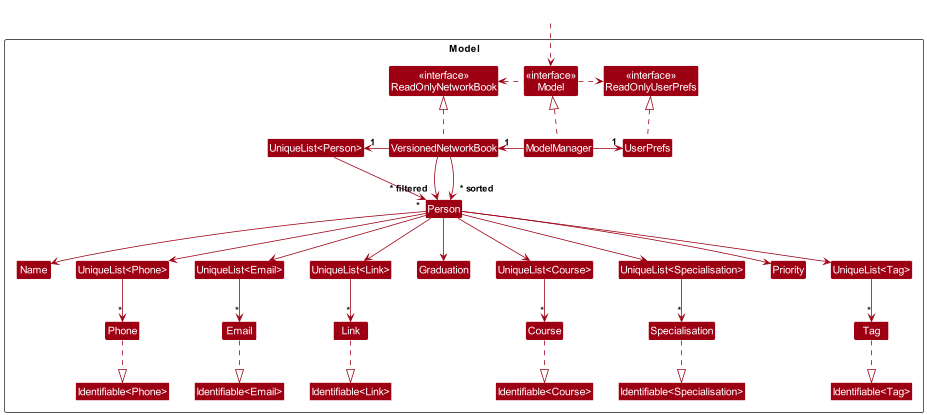 Model
«interface»
ReadOnlyNetworkBook
«interface»
Model
«interface»
ReadOnlyUserPrefs
UniqueList<Person>
1
VersionedNetworkBook
1
ModelManager
1
UserPrefs
* filtered
* sorted
*
Person
Name
UniqueList<Phone>
UniqueList<Email>
UniqueList<Link>
Graduation
UniqueList<Course>
UniqueList<Specialisation>
Priority
UniqueList<Tag>
*
*
*
*
*
*
Phone
Email
Link
Course
Specialisation
Tag
Identifiable<Phone>
Identifiable<Email>
Identifiable<Link>
Identifiable<Course>
Identifiable<Specialisation>
Identifiable<Tag>